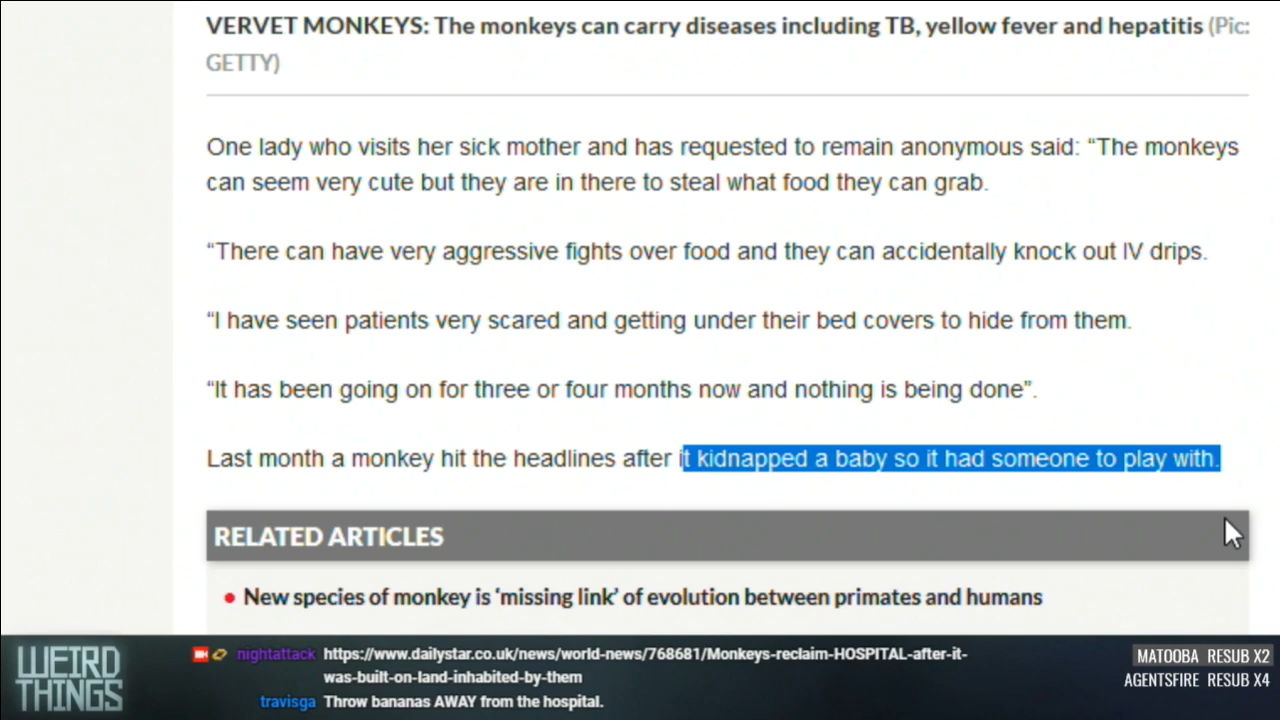 VERVET MONKEYS: The monkeys can carry diseases including TB, yellow fever and hepatitis (Pic:
GETTY)
One lady who visits her sick mother and has requested to remain anonymous said: “The monkeys
can seem very cute but they are in there to steal what food they can grab.
“There can have very aggressive fights over food and they can accidentally knock out IV drips.
“I have seen patients very scared and getting under their bed covers to hide from them.
“It has been going on for three or four months now and nothing is being done”.
Last month a monkey hit the headlines after it kidnapped a baby so it had someone to play with.
RELATED ARTICLES
• New species of monkey is ‘missing link’ of evolution between primates and humans
WEIRD
THINGS
nightattack https://www.dailystar.co.uk/news/world-news/768681/Monkeys-reclaim-HOSPITAL-after-it-
was-built-on-land-inhabited-by-them
travisga Throw bananas AWAY from the hospital.
MATOOBA RESUB X2
AGENTSFIRE RESUB X4